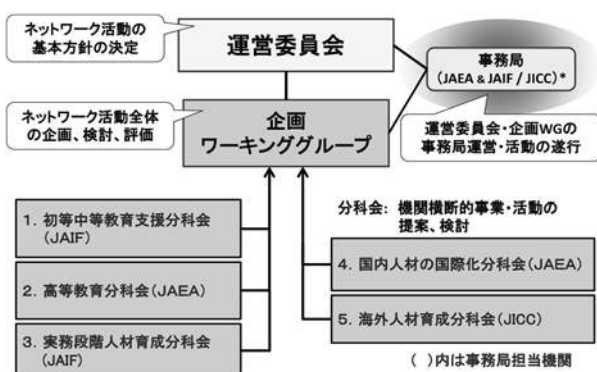 ネットワーク活動の
基本方針の決定
運営委員会
事務局
(JAEA & JAIF / JICC)*
ネットワーク活動全体
の企画、検討、評価
企画
ワーキンググループ
運営委員会・企画WGの
事務局運営・活動の遂行
分科会: 機関横断的事業・活動の
提案、検討
1. 初等中等教育支援分科会
(JAIF)
2. 高等教育分科会(JAEA)
3. 実務段階人材育成分科会
(JAIF)
4. 国内人材の国際化分科会(JAEA)
5. 海外人材育成分科会(JICC)
( )内は事務局担当機関